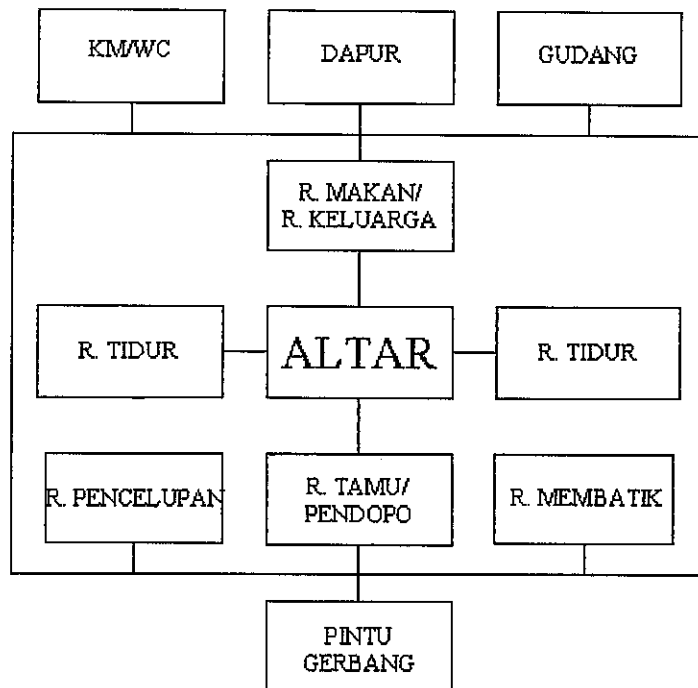 KM/WC
DAPUR
GUDANG
R. MAKAN/
R. KELUARGA
R. TIDUR
ALTAR
R. TIDUR
R. PENCELUPAN
R. TAMU/
PENDOPO
R. MEMBATIK
PINTU
GERBANG